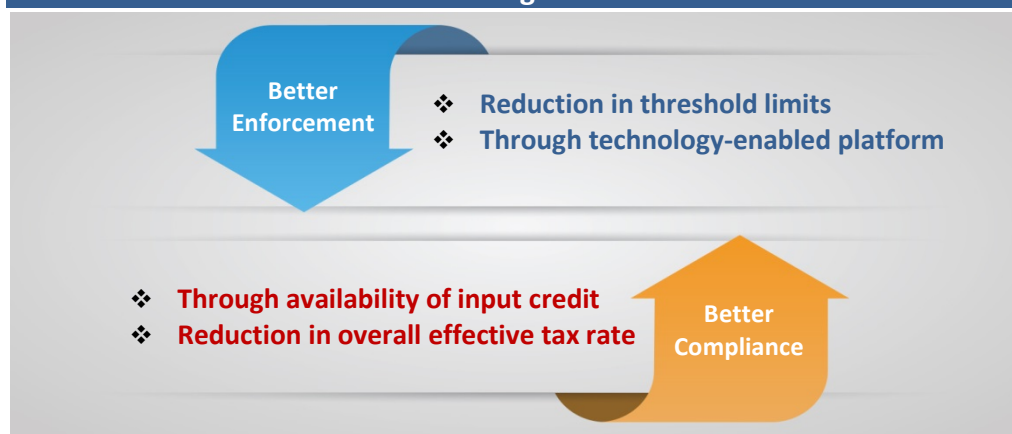 Better
Enforcement
❖ Reduction in threshold limits
❖ Through technology-enabled platform
❖ Through availability of input credit
❖ Reduction in overall effective tax rate
Better
Compliance